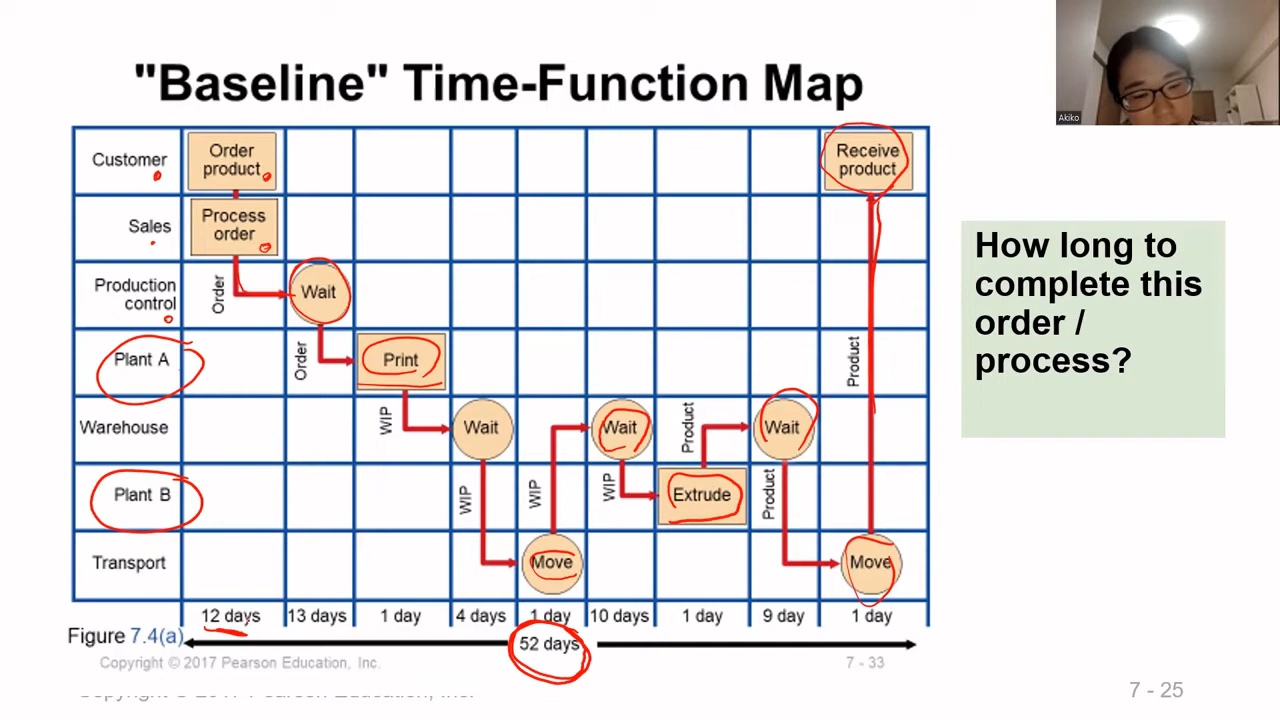 "Baseline" Time-Function Map
Akiko
Customer
Order
product
Receive
product
Sales
Process
order
Production
control
Order
Wait
Plant A
Order
Print
Product
Warehouse
WIP
Wait
Wait
Product
Wait
Plant B
WIP
WIP
WIP
Extrude
Product
Transport
Move
Move
12 days
13 days
1 day
4 days
1 day
10 days
1 day
9 day
1 day
Figure 7.4(a)
52 days
Copyright © 2017 Pearson Education, Inc.
7 - 33
How long to
complete this
order /
process?
7 - 25